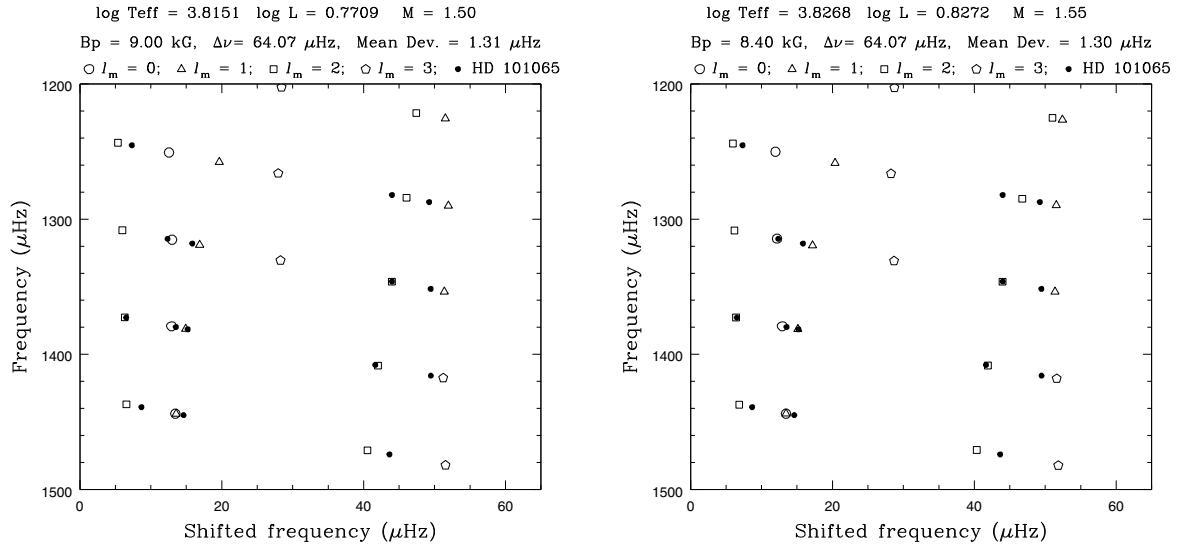 log Teff = 3.8151 log L = 0.7709 M = 1.50
Bp = 9.00 kG, Δν= 64.07 μHz, Mean Dev. = 1.31 μHz
○ lm = 0; △ lm = 1; □ lm = 2; ⬠ lm = 3; • HD 101065
1200
1300
1400
1500
Frequency (μHz)
0 20 40 60
Shifted frequency (μHz)
log Teff = 3.8268 log L = 0.8272 M = 1.55
Bp = 8.40 kG, Δν= 64.07 μHz, Mean Dev. = 1.30 μHz
○ lm = 0; △ lm = 1; □ lm = 2; ⬠ lm = 3; • HD 101065
1200
1300
1400
1500
Frequency (μHz)
0 20 40 60
Shifted frequency (μHz)